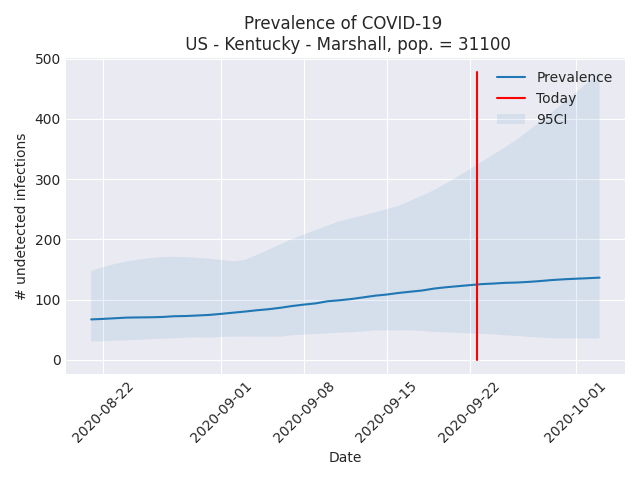 Prevalence of COVID-19
US - Kentucky - Marshall, pop. = 31100
Prevalence
Today
95CI
# undetected infections
500
400
300
200
100
0
2020-08-22
2020-09-01
2020-09-08
2020-09-15
2020-09-22
2020-10-01
Date